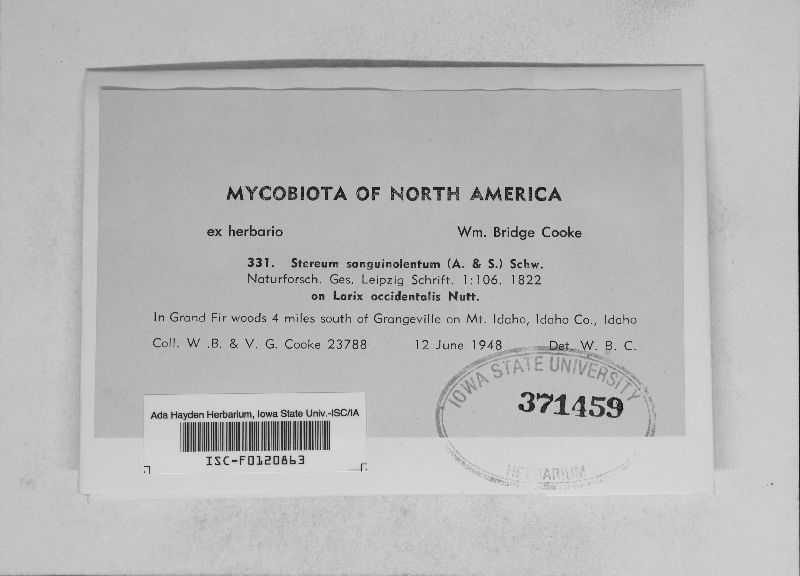 MYCOBIOTA OF NORTH AMERICA
ex herbario Wm. Bridge Cooke
331. Stereum sanguinolentum (A. & S.) Schw.
Naturforsch. Ges. Leipzig Schrift. 1:106. 1822
on Larix occidentalis Nutt.
In Grand Fir woods 4 miles south of Grangeville on Mt. Idaho, Idaho Co., Idaho
Coll. W .B. & V. G. Cooke 23788 12 June 1948 Det. W. B. C.
IOWA STATE UNIVERSITY
371459
HERBARIUM
Ada Hayden Herbarium, Iowa State Univ.-ISC/IA
ISC-F0120863